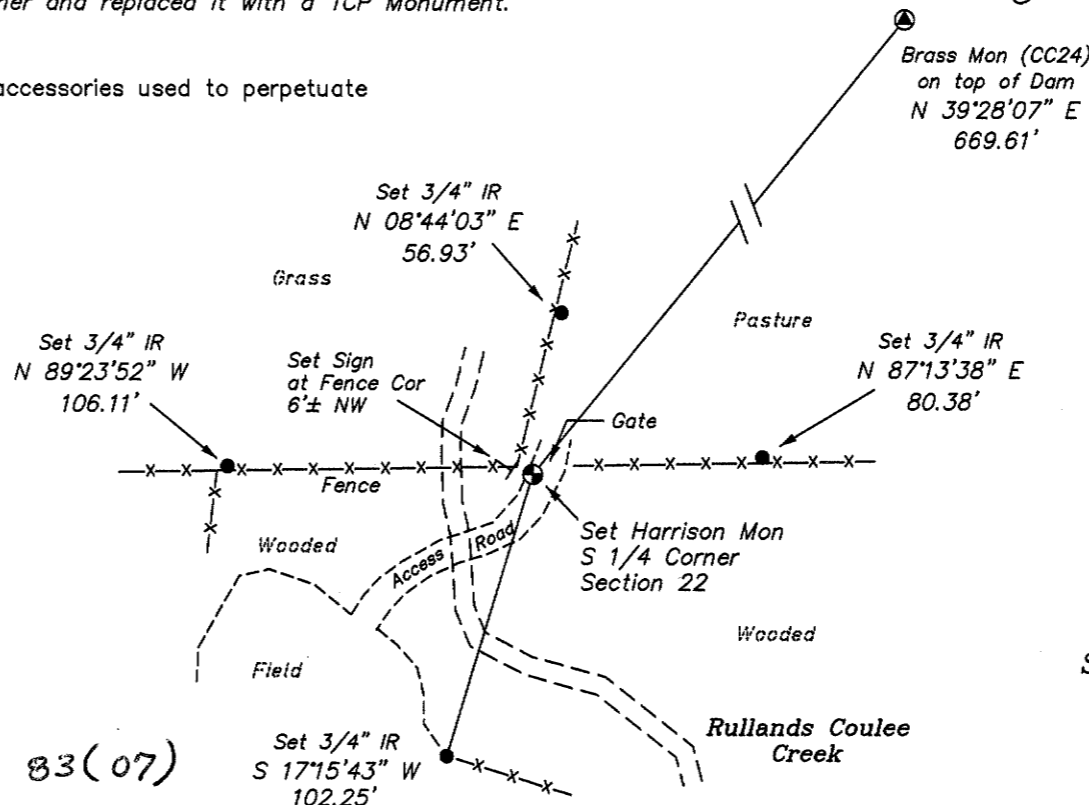 ner and replaced it with a TCP Monument.
accessories used to perpetuate
Brass Mon (CC24)
on top of Dam
N 39°28'07" E
669.61'
Set 3/4" IR
N 08°44'03" E
56.93'
Grass
Pasture
Set 3/4" IR
N 89°23'52" W
106.11'
Set Sign
at Fence Cor
6'± NW
Set 3/4" IR
N 87°13'38" E
80.38'
Gate
Fence
Wooded
Access Road
Set Harrison Mon
S 1/4 Corner
Section 22
Wooded
Field
S
Rullands Coulee
Creek
83(07)
Set 3/4" IR
S 17°15'43" W
102.25'